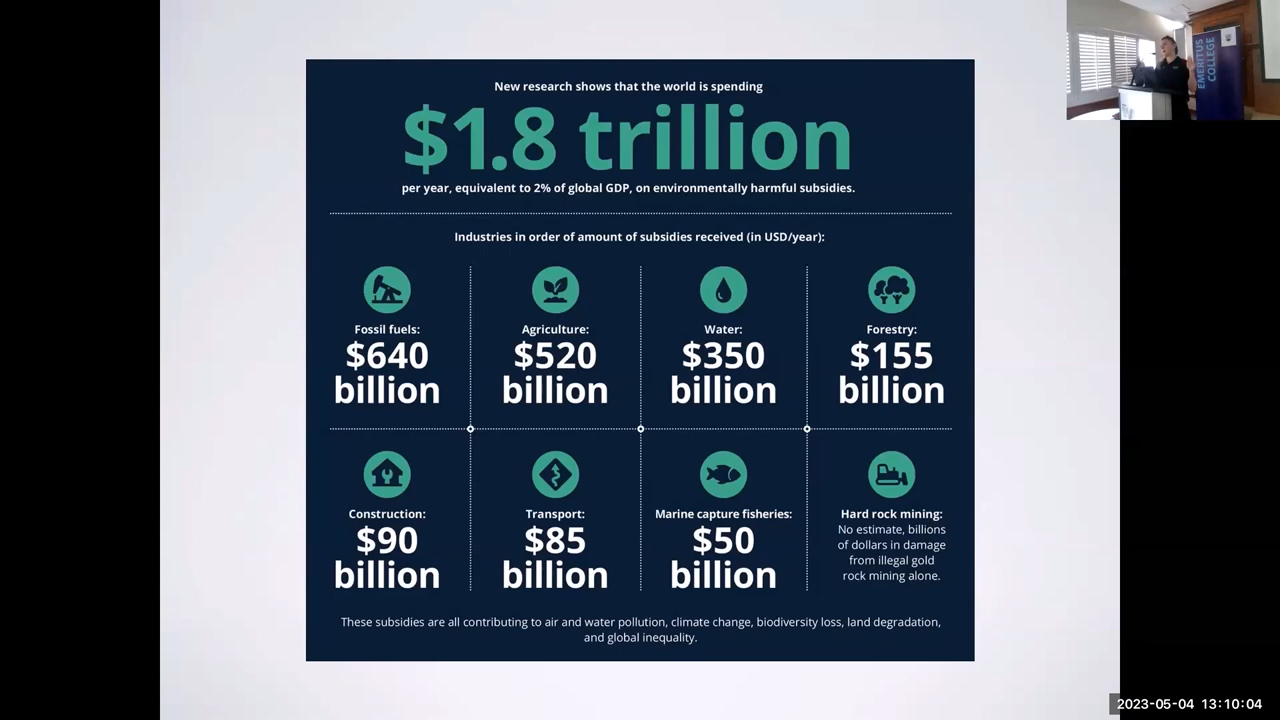 New research shows that the world is spending
$1.8 trillion
per year, equivalent to 2% of global GDP, on environmentally harmful subsidies.
Industries in order of amount of subsidies received (in USD/year):
Fossil fuels:
$640
billion
Agriculture:
$520
billion
Water:
$350
billion
Forestry:
$155
billion
Construction:
$90
billion
Transport:
$85
billion
Marine capture fisheries:
$50
billion
Hard rock mining:
No estimate, billions
of dollars in damage
from illegal gold
rock mining alone.
These subsidies are all contributing to air and water pollution, climate change, biodiversity loss, land degradation,
and global inequality.
EMERITUS
COLLEGE
2023-05-04 13:10:04